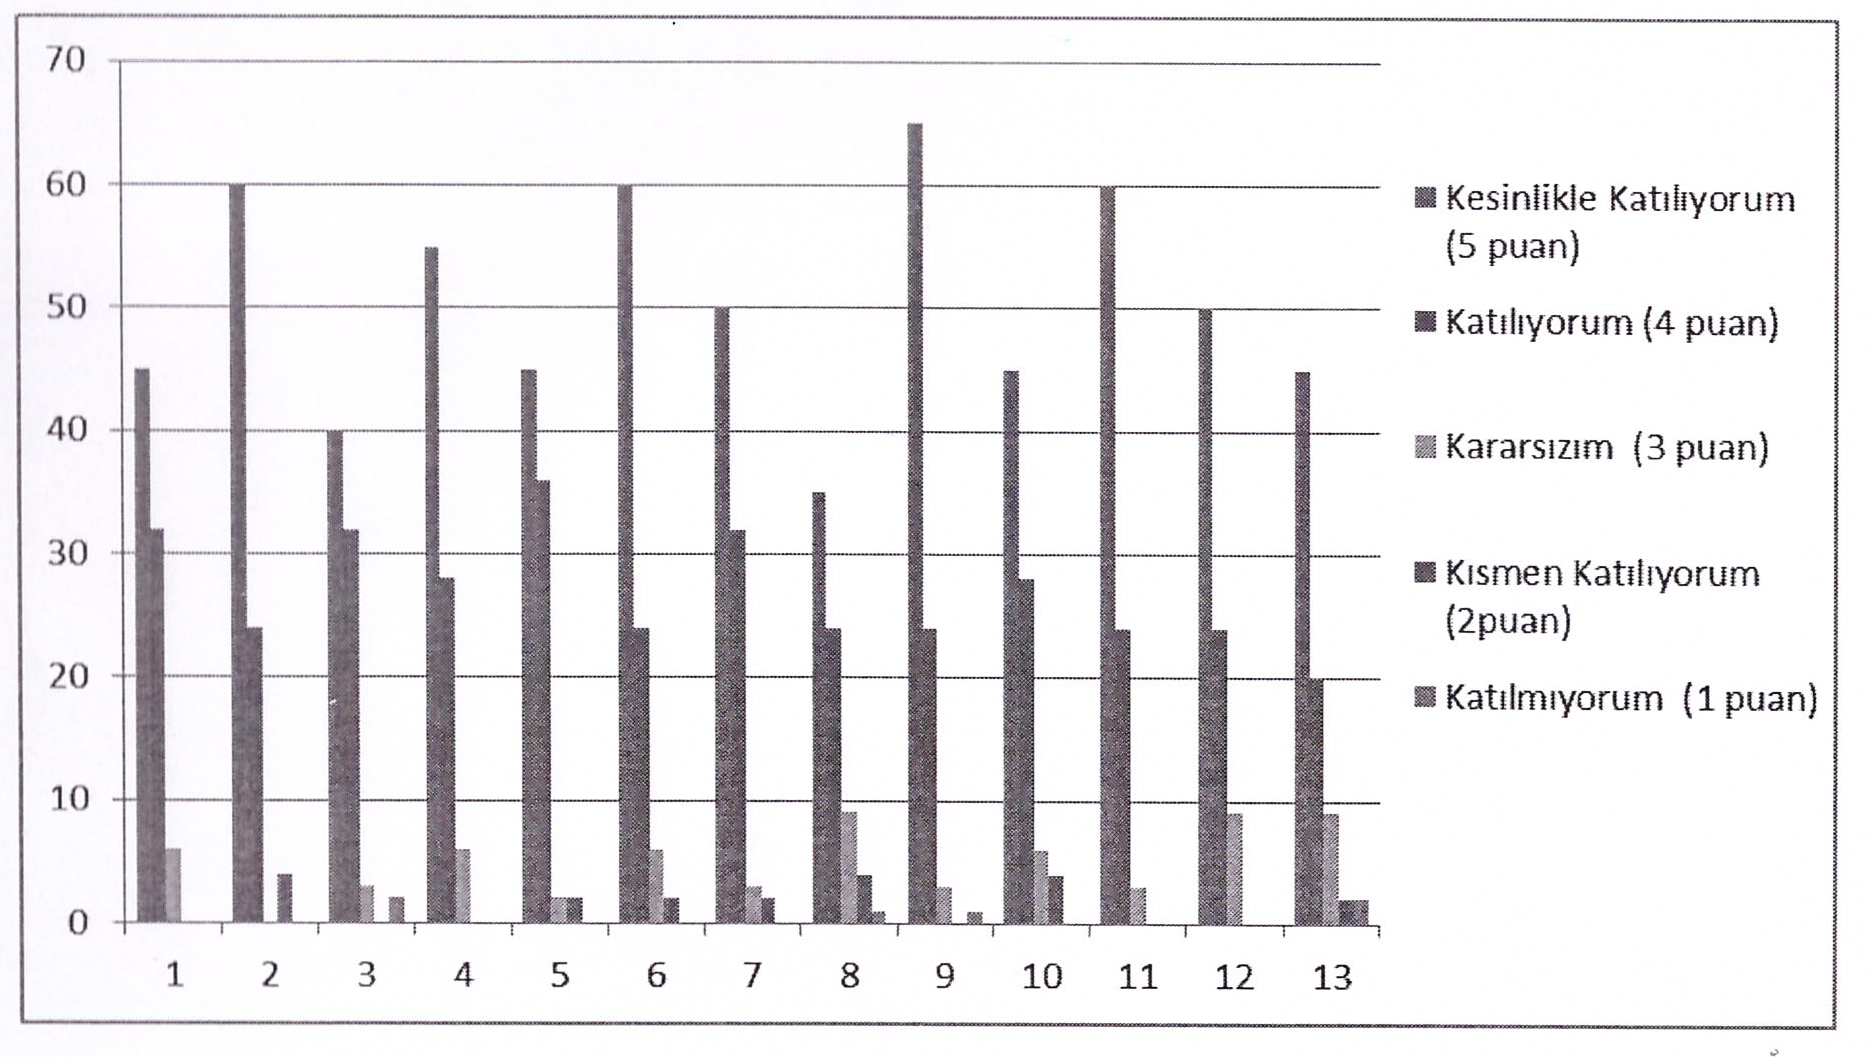 70
60
50
40
30
20
10
0
1 2 3 4 5 6 7 8 9 10 11 12 13
Kesinlikle Katılıyorum
(5 puan)
Katılıyorum (4 puan)
Kararsızım (3 puan)
Kısmen Katılıyorum
(2puan)
Katılmıyorum (1 puan)